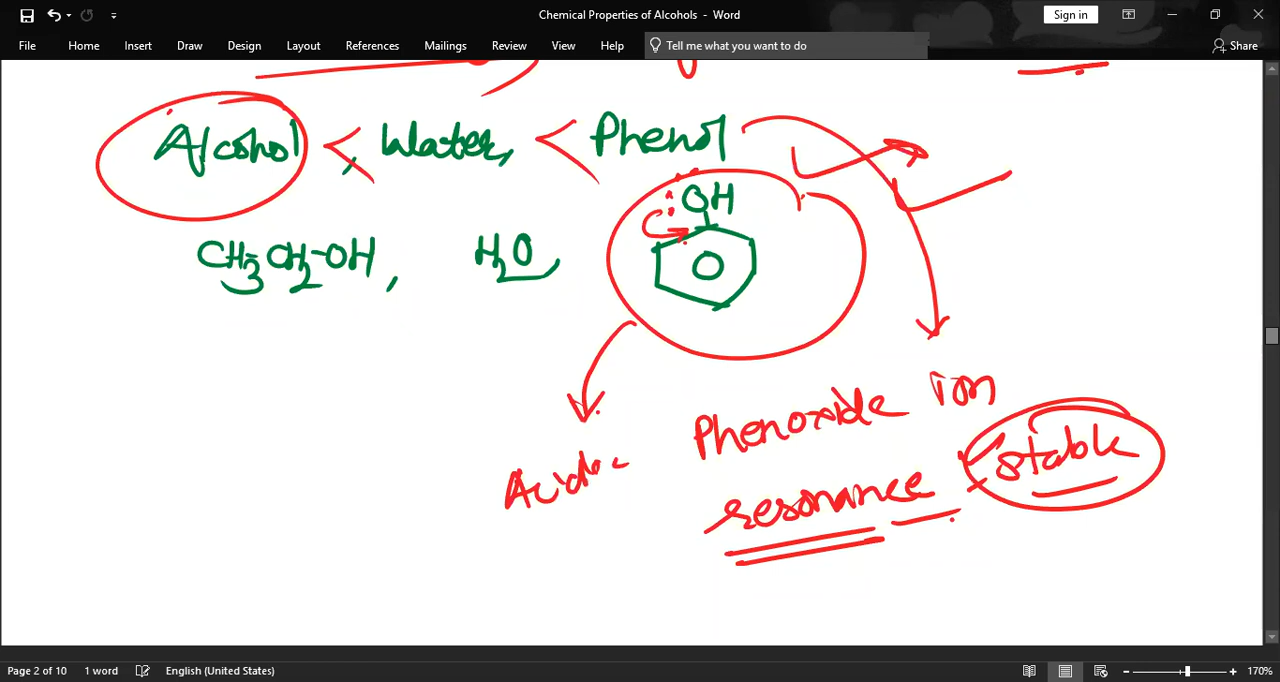 Chemical Properties of Alcohols - Word
Sign in
File Home Insert Draw Design Layout References Mailings Review View Help Tell me what you want to do Share
Alcohol < Water, < Phenol
OH
CH3CH2-OH, H2O
Phenoxide ion
stable
resonance
Page 2 of 10 1 word English (United States) 170%